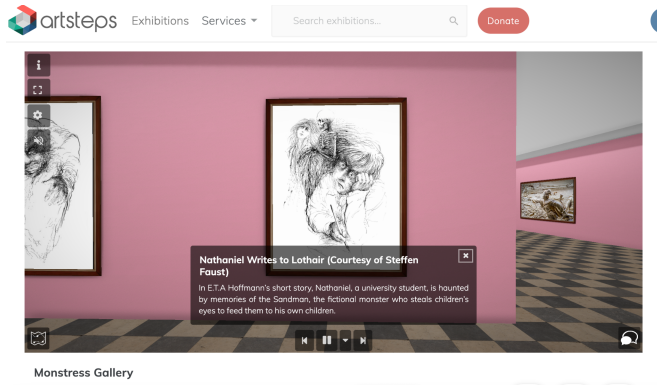 artsteps Exhibitions Services Search exhibitions... Donate
Nathaniel Writes to Lothair (Courtesy of Steffen
Faust)
In E.T.A Hoffmann's short story, Nathaniel, a university student, is haunted
by memories of the Sandman, the fictional monster who steals children's
eyes to feed them to his own children.
Monstress Gallery